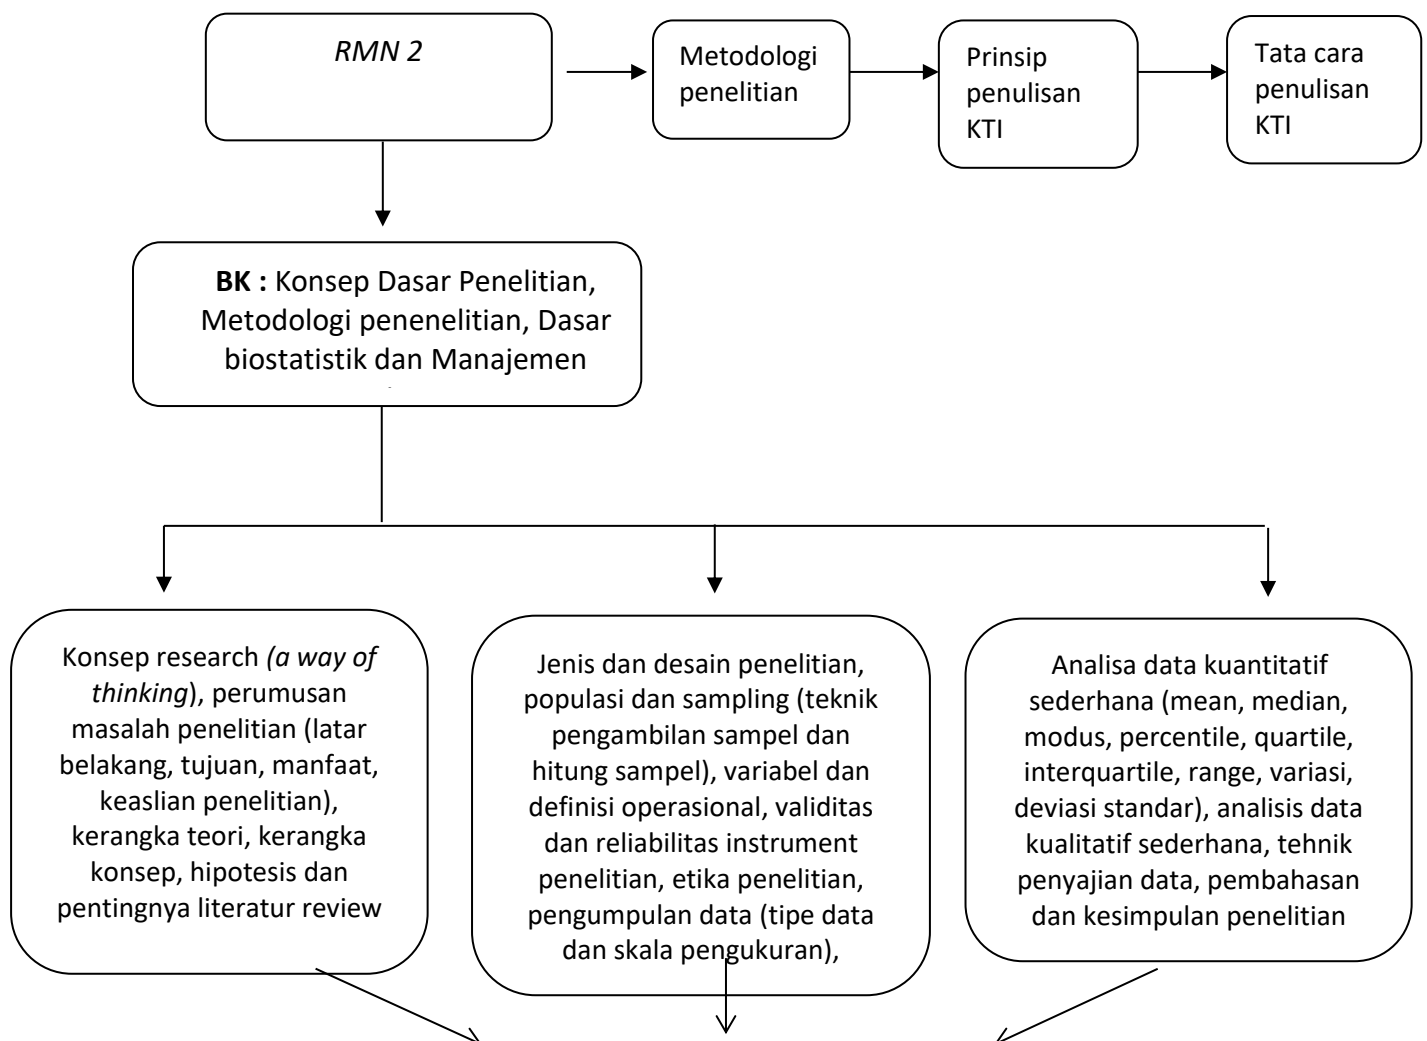 RMN 2
Metodologi
penelitian
Prinsip
penulisan
KTI
Tata cara
penulisan
KTI
BK : Konsep Dasar Penelitian,
Metodologi penenelitian, Dasar
biostatistik dan Manajemen
Konsep research (a way of
thinking), perumusan
masalah penelitian (latar
belakang, tujuan, manfaat,
keaslian penelitian),
kerangka teori, kerangka
konsep, hipotesis dan
pentingnya literatur review
Jenis dan desain penelitian,
populasi dan sampling (teknik
pengambilan sampel dan
hitung sampel), variabel dan
definisi operasional, validitas
dan reliabilitas instrument
penelitian, etika penelitian,
pengumpulan data (tipe data
dan skala pengukuran),
Analisa data kuantitatif
sederhana (mean, median,
modus, percentile, quartile,
interquartile, range, variasi,
deviasi standar), analisis data
kualitatif sederhana, tehnik
penyajian data, pembahasan
dan kesimpulan penelitian